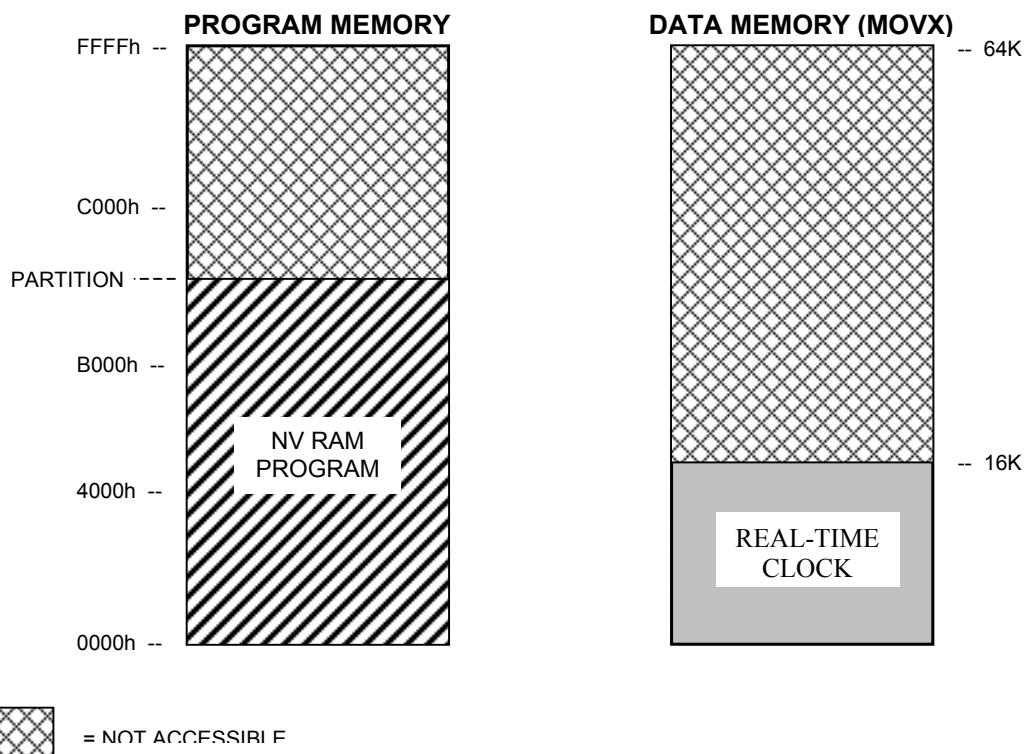 PROGRAM MEMORY
DATA MEMORY (MOVX)
FFFFh --
-- 64K
C000h --
PARTITION ----
B000h --
NV RAM
PROGRAM
-- 16K
4000h --
REAL-TIME
CLOCK
0000h --
= NOT ACCESSIBLE